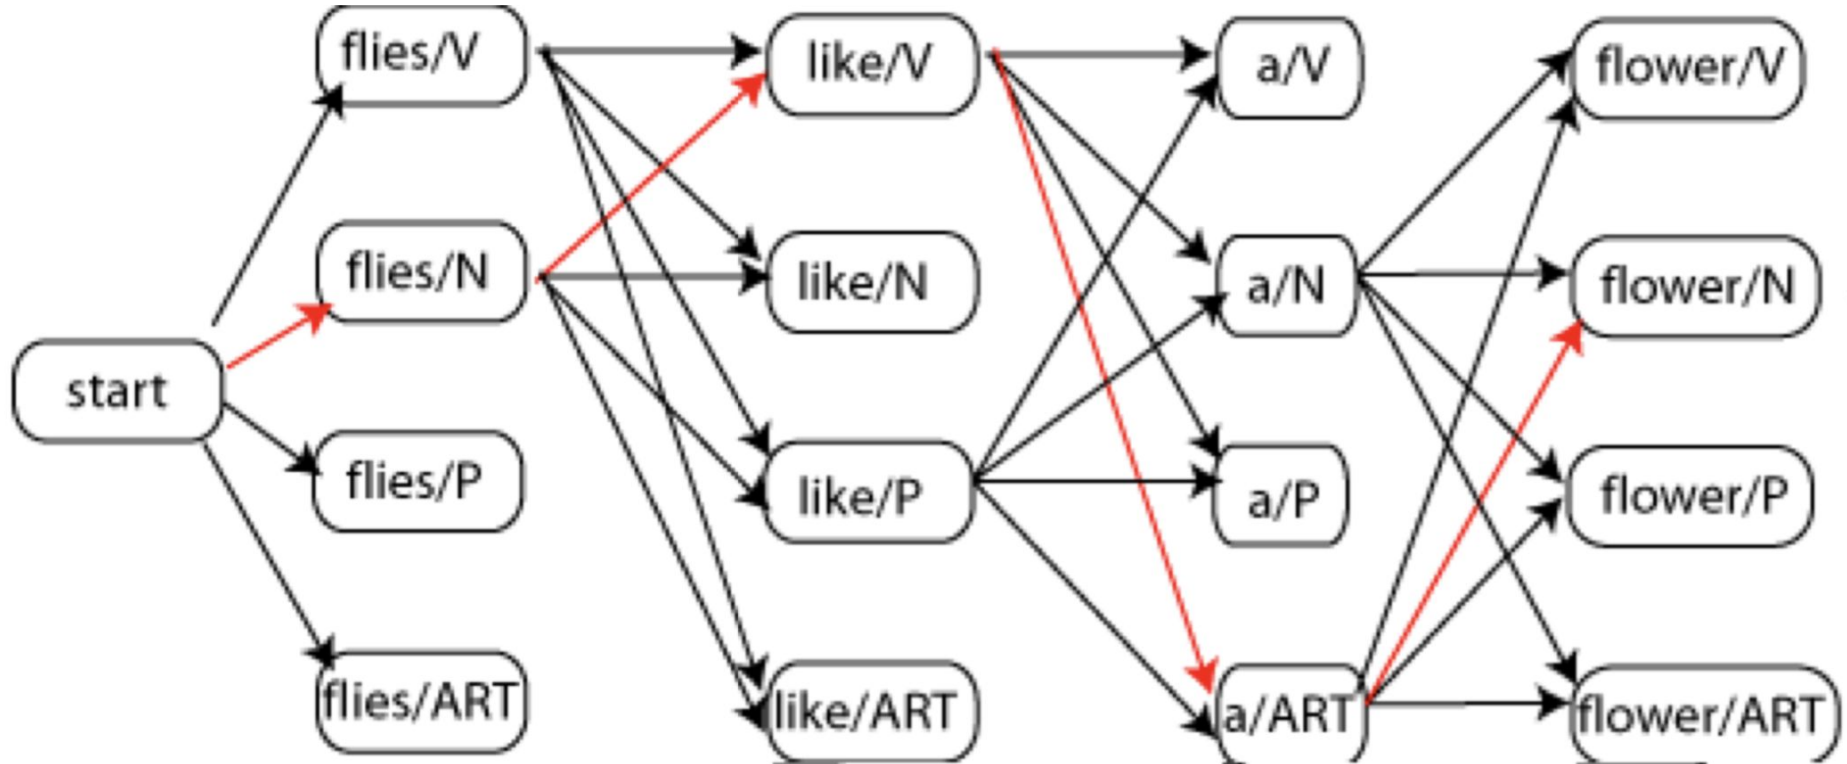 flies/V
like/V
a/V
flower/V
flies/N
like/N
a/N
flower/N
start
flies/P
like/P
a/P
flower/P
flies/ART
like/ART
a/ART
flower/ART